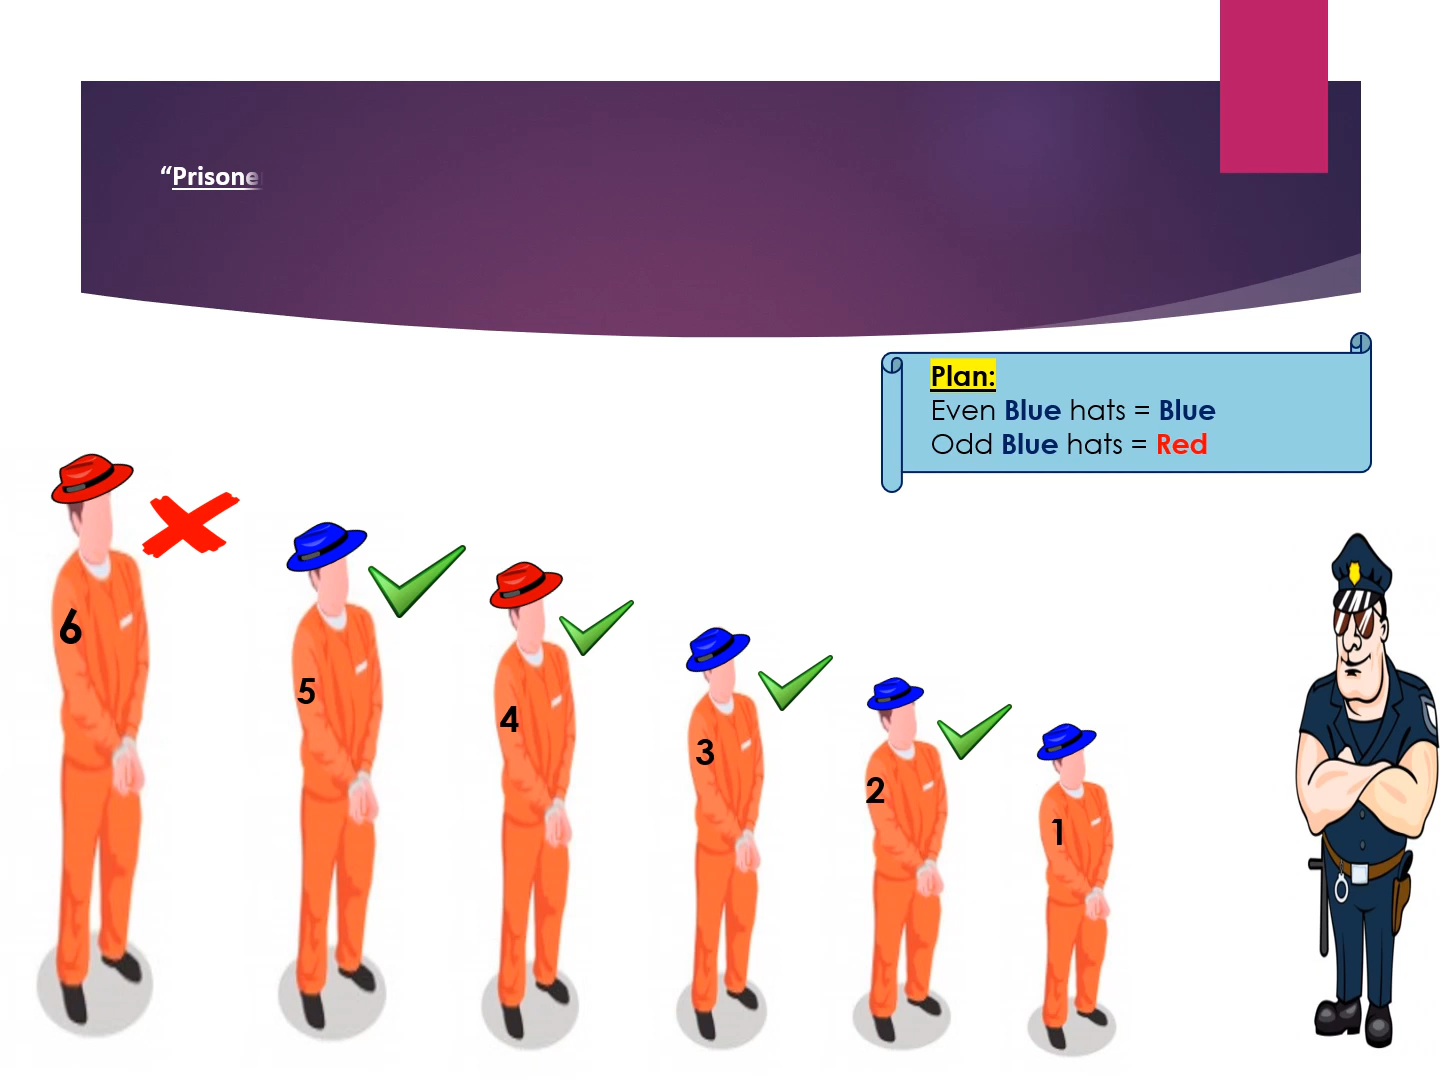 “Prisone
Plan:
Even Blue hats = Blue
Odd Blue hats = Red
6
5
4
3
2
1